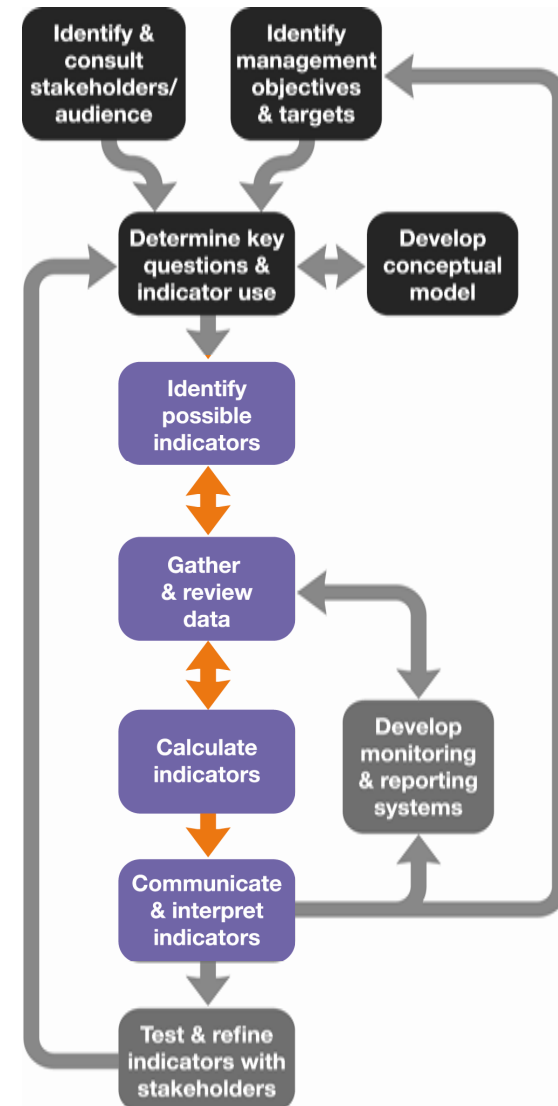 Identify &
consult
stakeholders/
audience
Identify
management
objectives
& targets
Determine key
questions &
indicator use
Develop
conceptual
model
Identify
possible
indicators
Gather
& review
data
Calculate
indicators
Develop
monitoring
& reporting
systems
Communicate
& interpret
indicators
Test & refine
indicators with
stakeholders